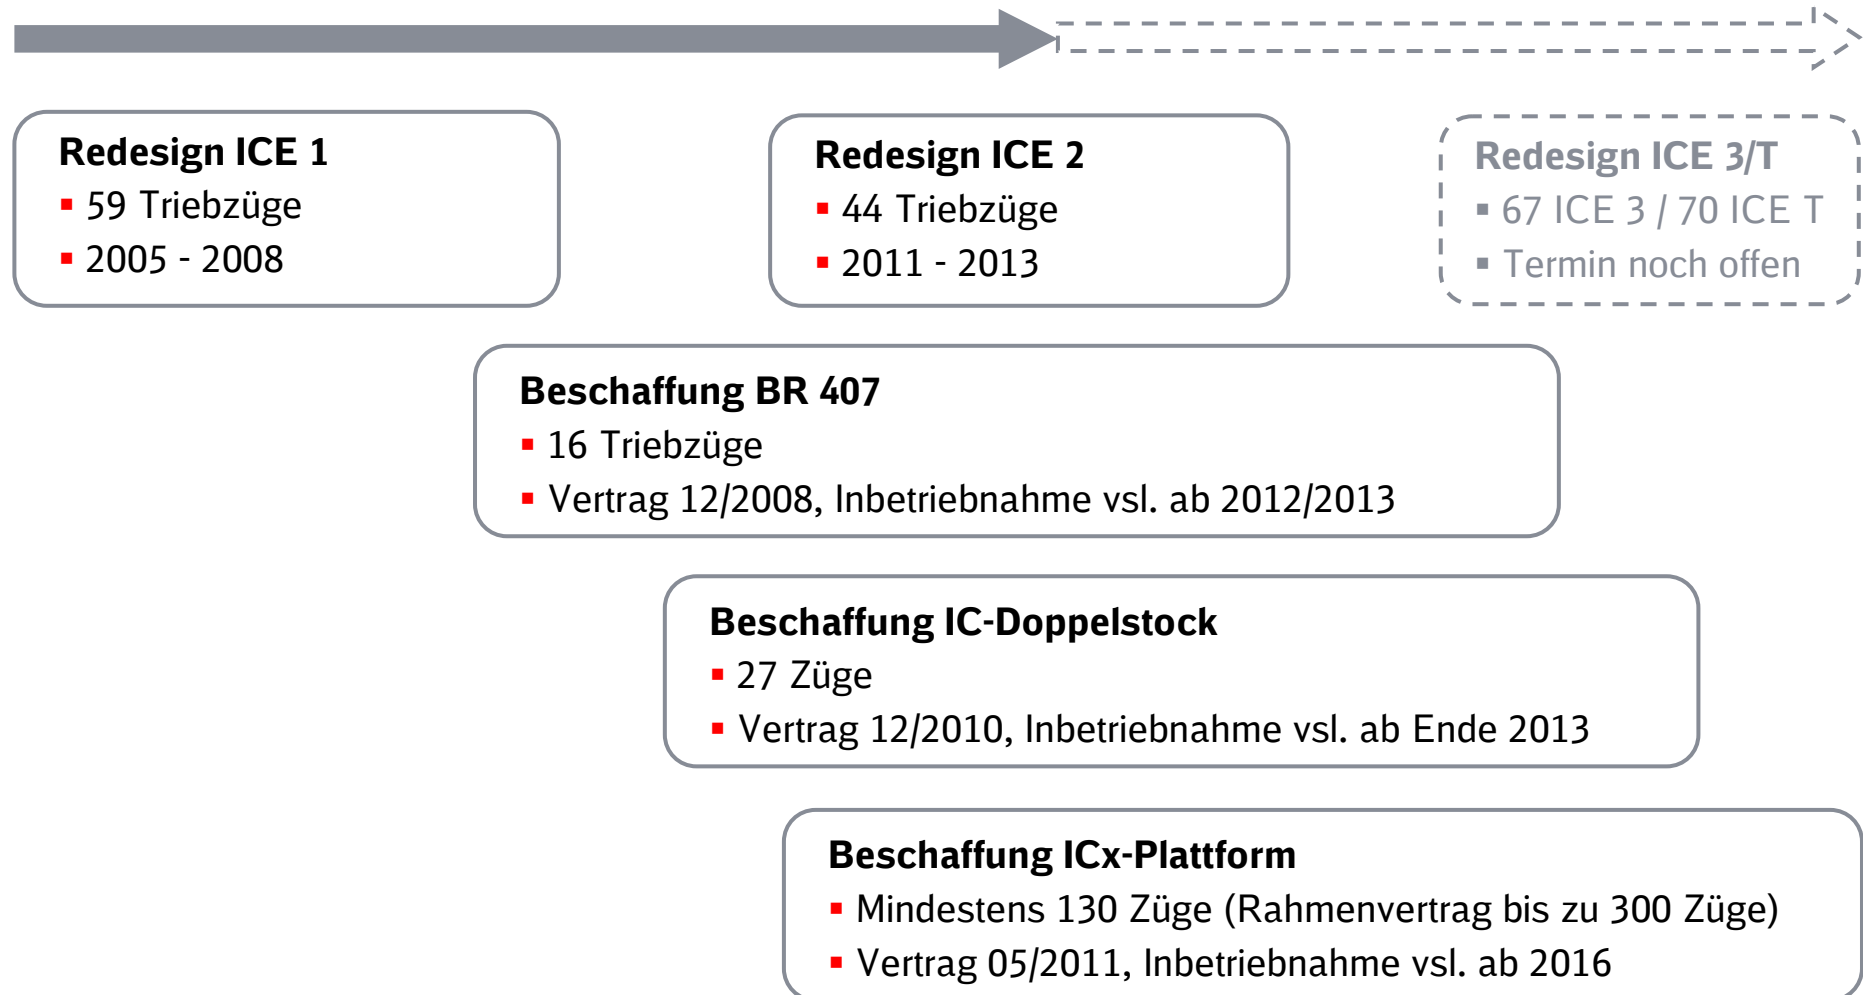 Redesign ICE 1
▪ 59 Triebzüge
▪ 2005 - 2008
Redesign ICE 2
▪ 44 Triebzüge
▪ 2011 - 2013
Redesign ICE 3/T
▪ 67 ICE 3 / 70 ICE T
▪ Termin noch offen
Beschaffung BR 407
▪ 16 Triebzüge
▪ Vertrag 12/2008, Inbetriebnahme vsl. ab 2012/2013
Beschaffung IC-Doppelstock
▪ 27 Züge
▪ Vertrag 12/2010, Inbetriebnahme vsl. ab Ende 2013
Beschaffung ICx-Plattform
▪ Mindestens 130 Züge (Rahmenvertrag bis zu 300 Züge)
▪ Vertrag 05/2011, Inbetriebnahme vsl. ab 2016